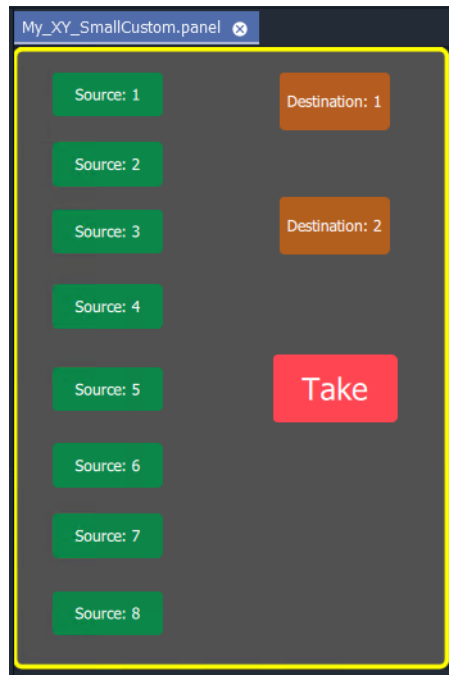 My_XY_SmallCustom.panel
Source: 1
Destination: 1
Source: 2
Source: 3
Destination: 2
Source: 4
Source: 5
Take
Source: 6
Source: 7
Source: 8